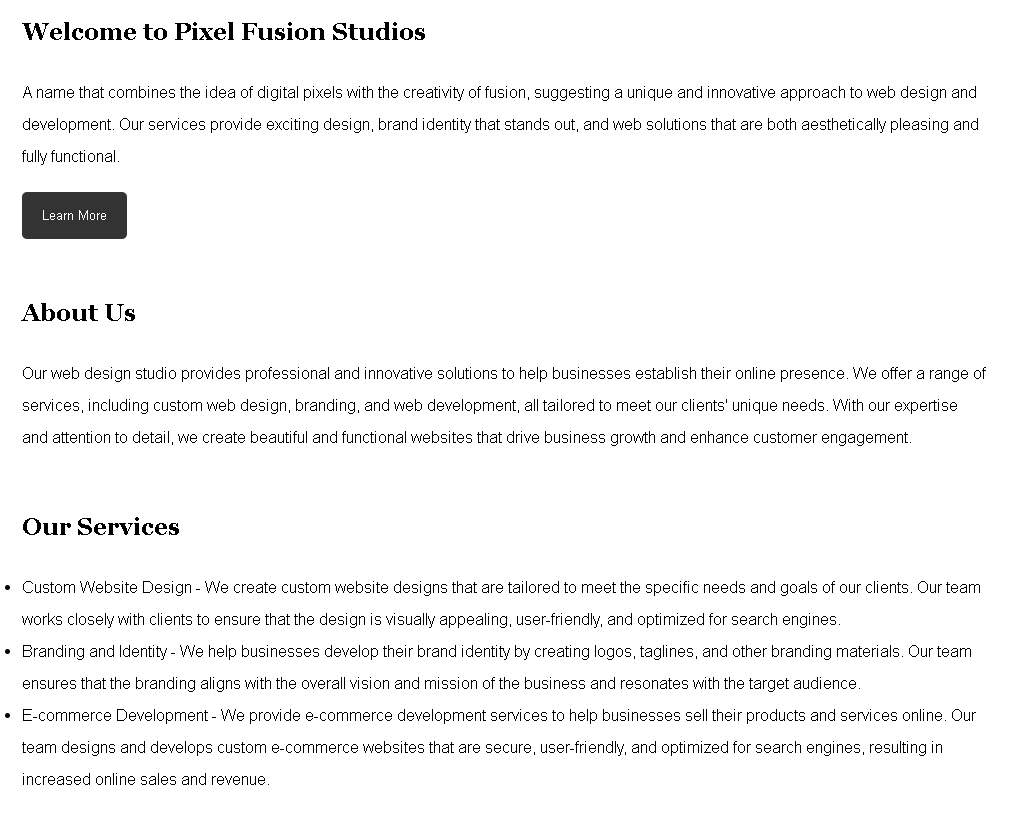 Welcome to Pixel Fusion Studios
A name that combines the idea of digital pixels with the creativity of fusion, suggesting a unique and innovative approach to web design and
development. Our services provide exciting design, brand identity that stands out, and web solutions that are both aesthetically pleasing and
fully functional.
Learn More
About Us
Our web design studio provides professional and innovative solutions to help businesses establish their online presence. We offer a range of
services, including custom web design, branding, and web development, all tailored to meet our clients' unique needs. With our expertise
and attention to detail, we create beautiful and functional websites that drive business growth and enhance customer engagement.
Our Services
• Custom Website Design - We create custom website designs that are tailored to meet the specific needs and goals of our clients. Our team
works closely with clients to ensure that the design is visually appealing, user-friendly, and optimized for search engines.
• Branding and Identity - We help businesses develop their brand identity by creating logos, taglines, and other branding materials. Our team
ensures that the branding aligns with the overall vision and mission of the business and resonates with the target audience.
• E-commerce Development - We provide e-commerce development services to help businesses sell their products and services online. Our
team designs and develops custom e-commerce websites that are secure, user-friendly, and optimized for search engines, resulting in
increased online sales and revenue.